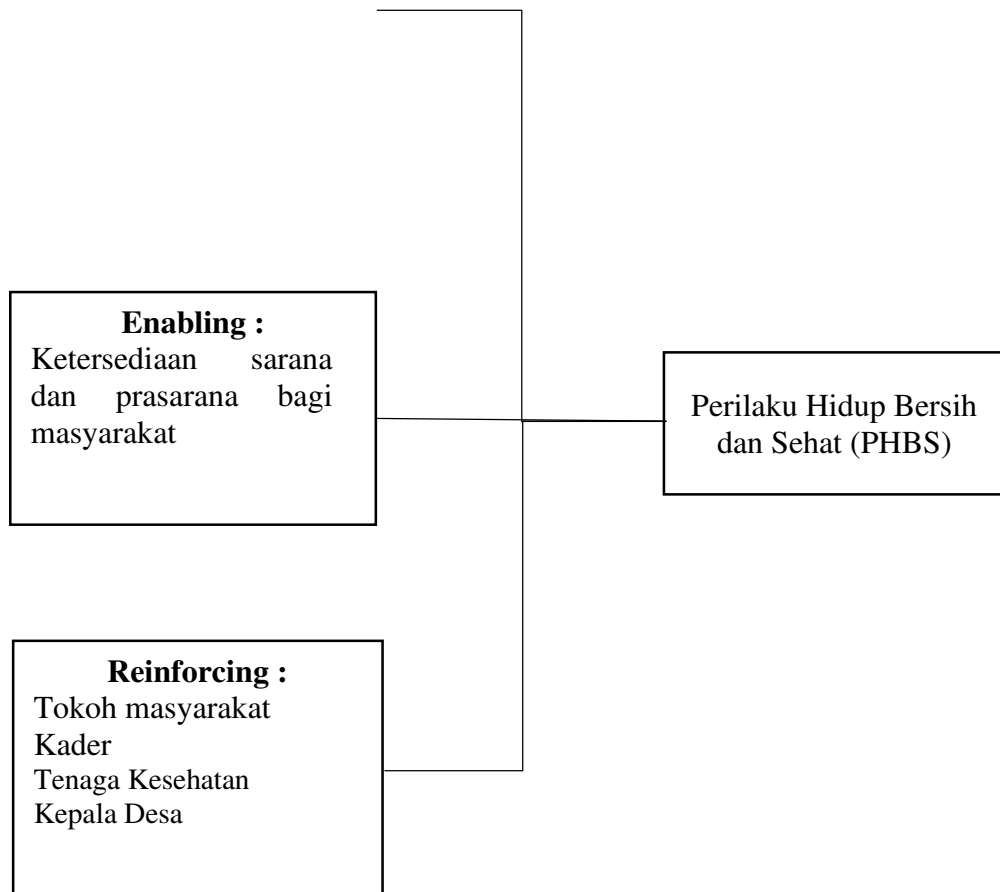 Enabling :
Ketersediaan sarana
dan prasarana bagi
masyarakat
Perilaku Hidup Bersih
dan Sehat (PHBS)
Reinforcing :
Tokoh masyarakat
Kader
Tenaga Kesehatan
Kepala Desa